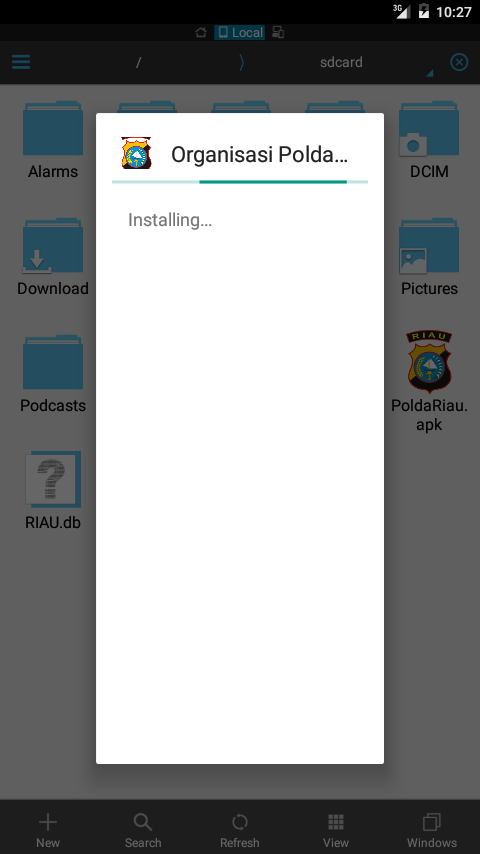 3G
10:27
Local
/
sdcard
Organisasi Polda...
Installing...
Alarms
DCIM
Download
Pictures
Podcasts
RIAU
PoldaRiau.
apk
?
RIAU.db
New
Search
Refresh
View
Windows